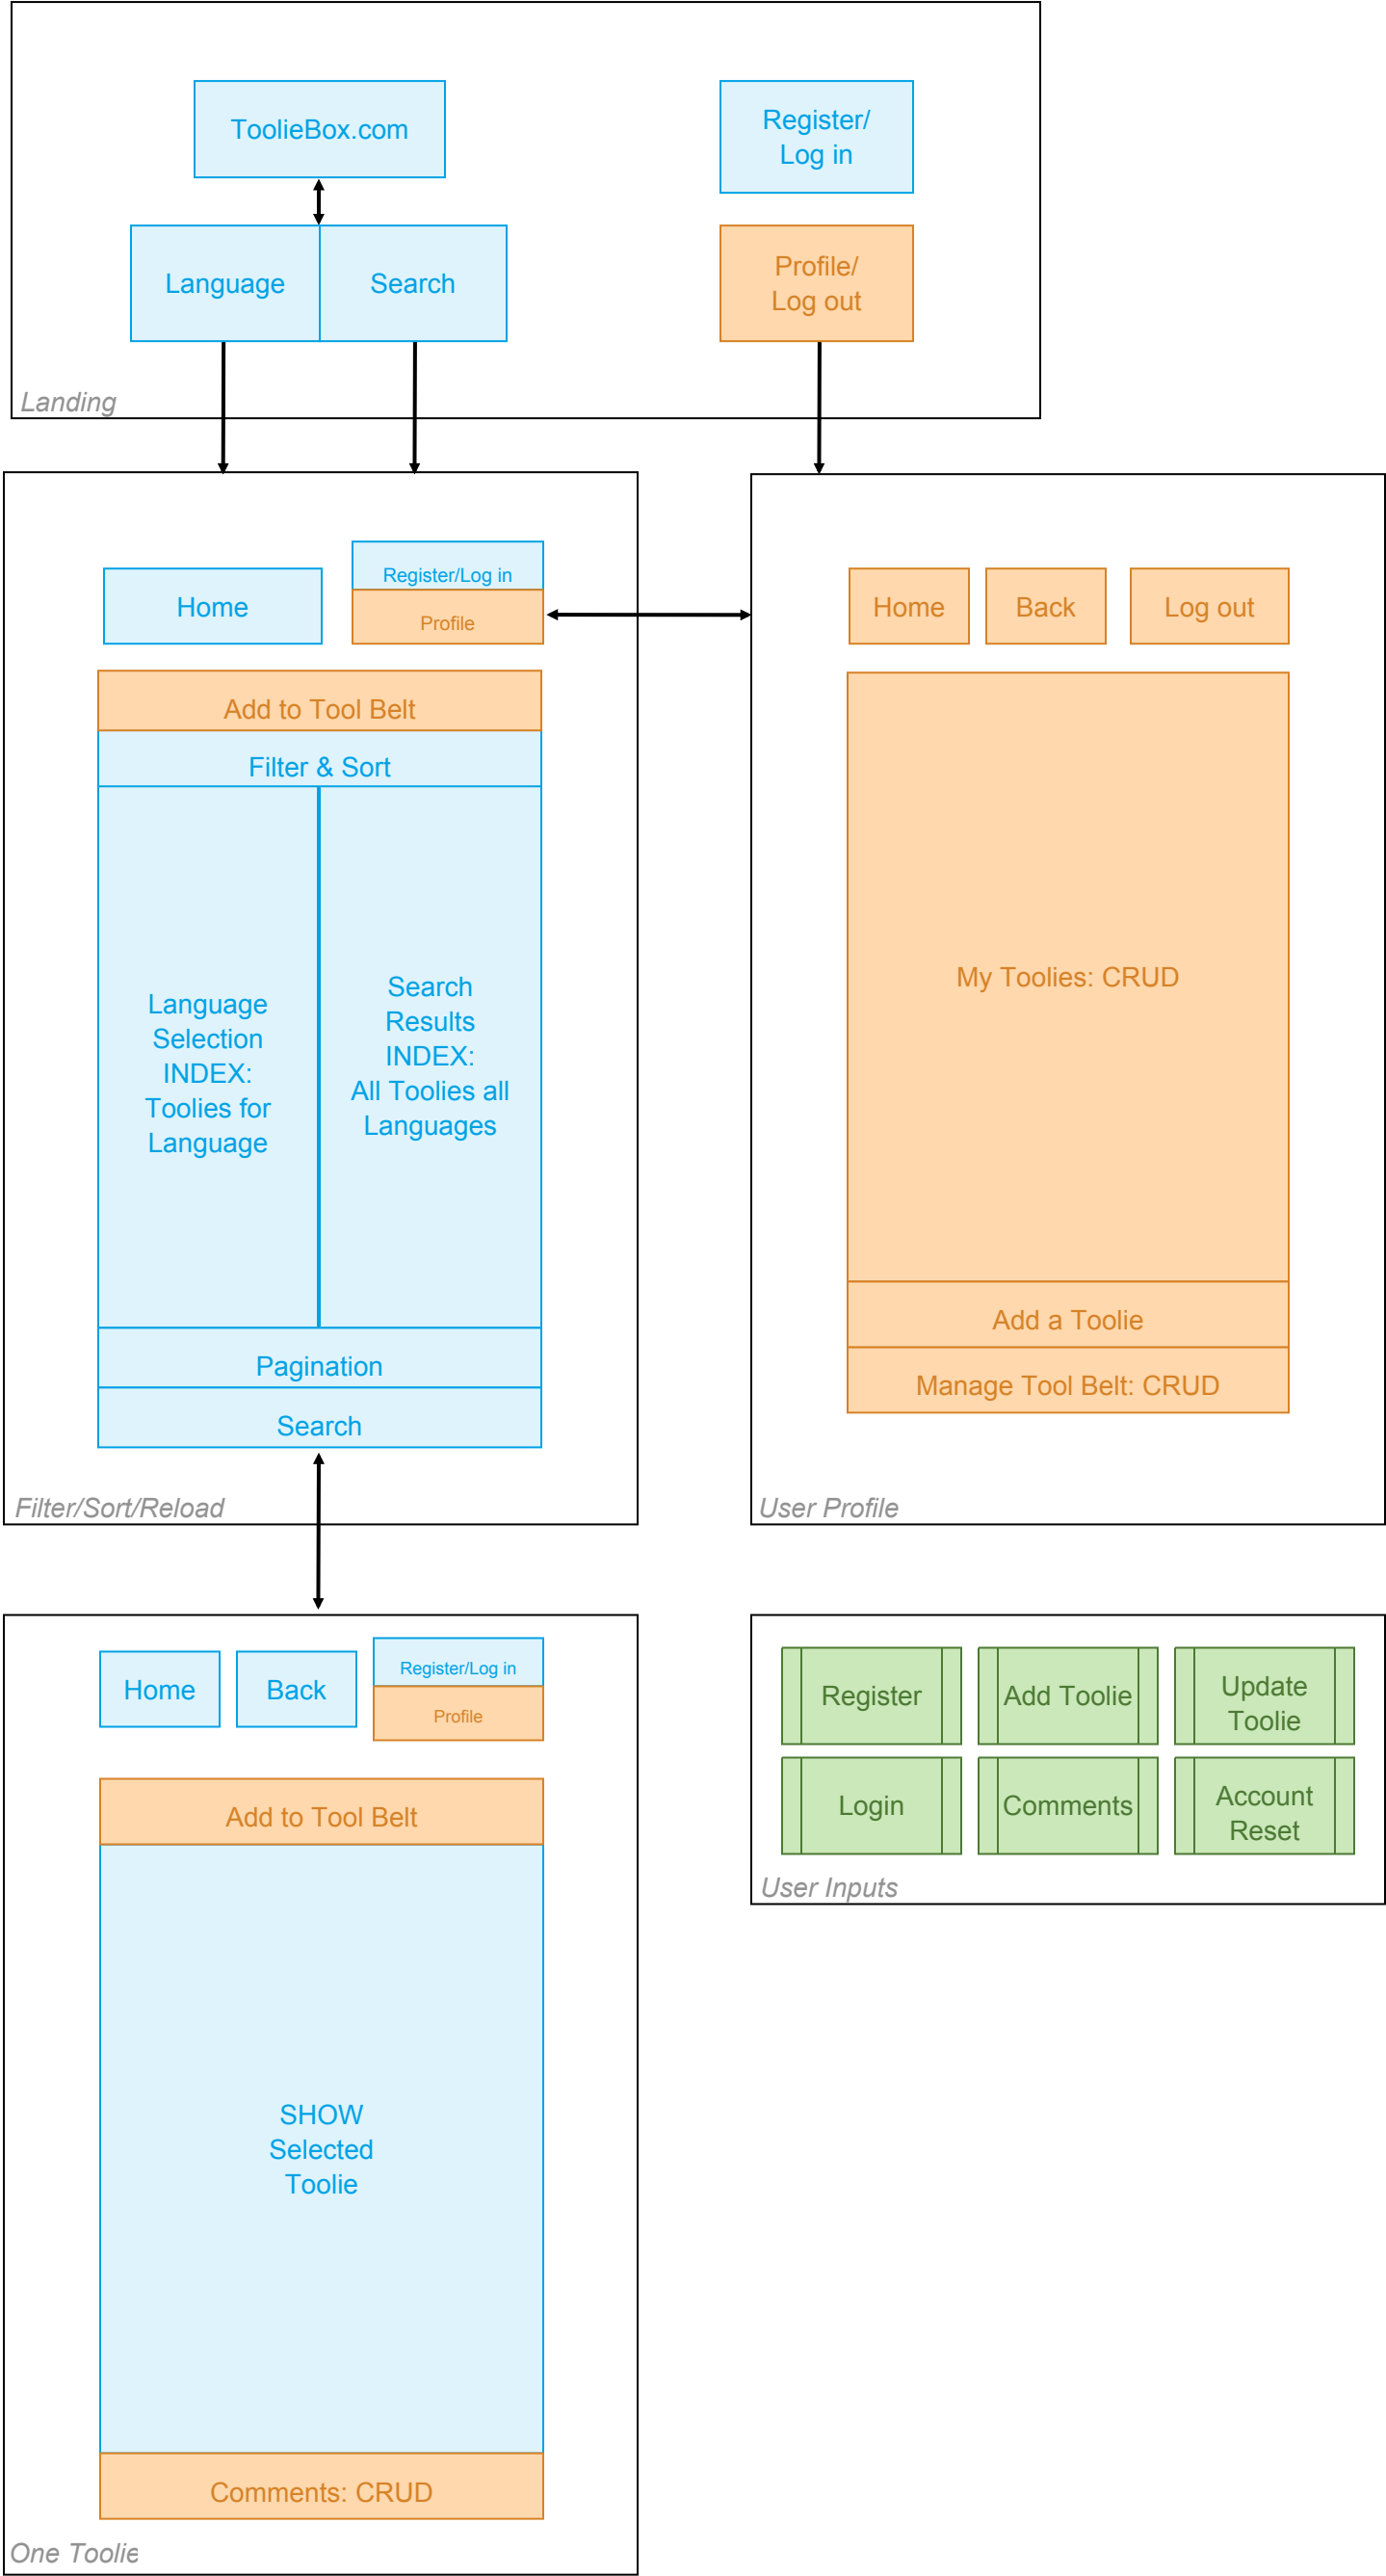 ToolieBox.com
Register/
Log in
Language
Search
Profile/
Log out
Landing
Home
Register/Log in
Profile
Add to Tool Belt
Filter & Sort
Language
Selection
INDEX:
Toolies for
Language
Search
Results
INDEX:
All Toolies all
Languages
Pagination
Search
Filter/Sort/Reload
Home
Back
Log out
My Toolies: CRUD
Add a Toolie
Manage Tool Belt: CRUD
User Profile
Home
Back
Register/Log in
Profile
Add to Tool Belt
SHOW
Selected
Toolie
Comments: CRUD
One Toolie
Register
Add Toolie
Update
Toolie
Login
Comments
Account
Reset
User Inputs